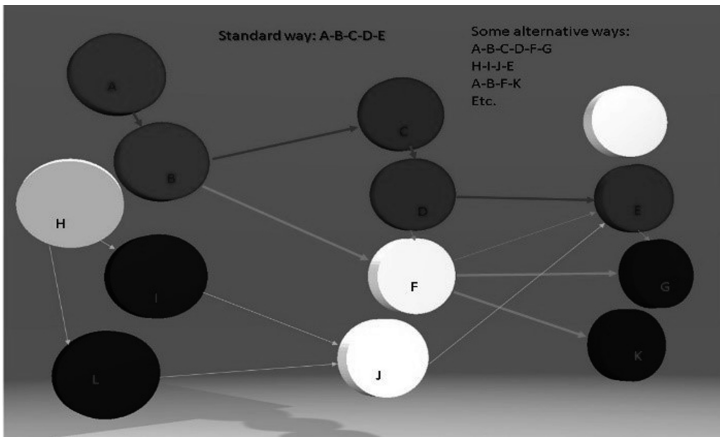 Standard way: A-B-C-D-E
Some alternative ways:
A-B-C-D-F-G
H-I-J-E
A-B-F-K
Etc.
A
B
C
D
E
H
I
F
G
L
J
K